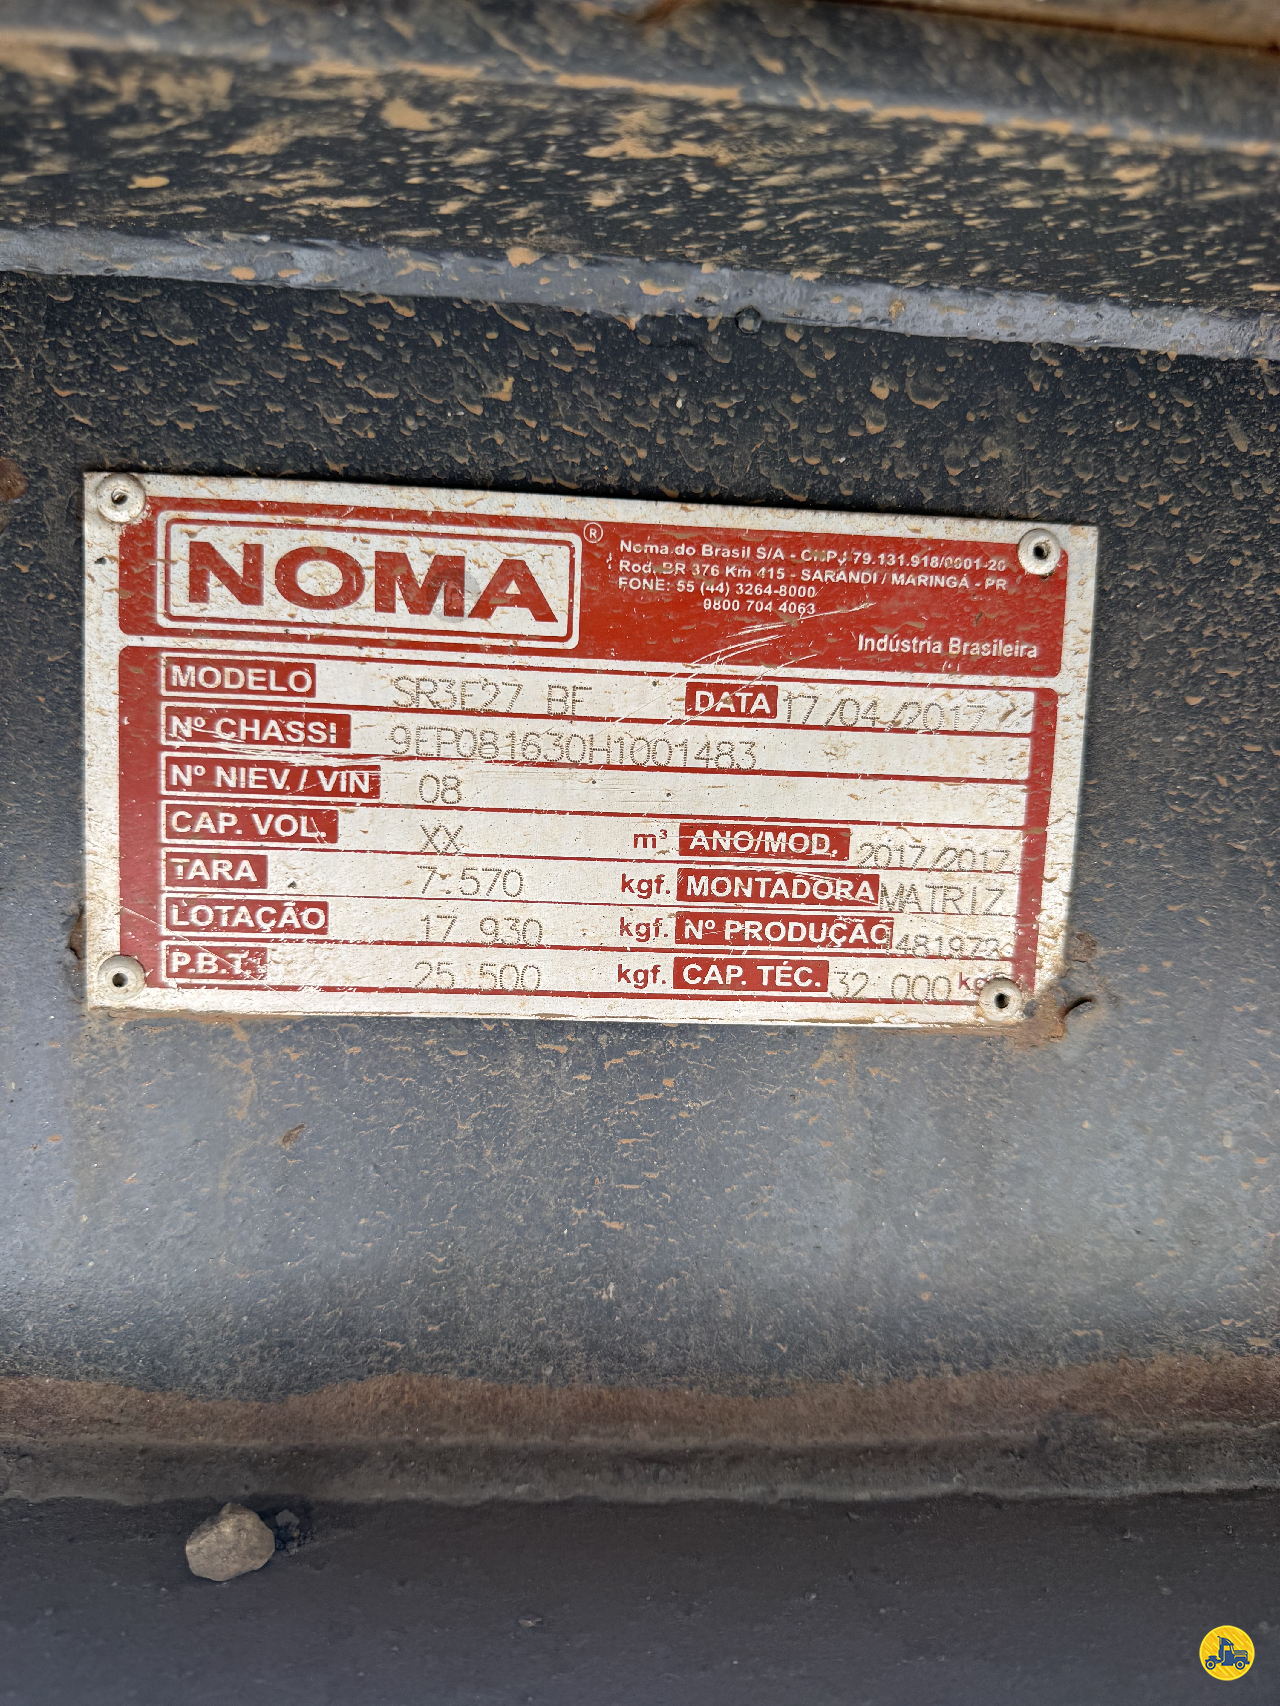 NOMA ®
Noma do Brasil S/A - CNPJ 79.131.918/0001-20
Rod. BR 376 Km 415 - SARANDI / MARINGÁ - PR
FONE: 55 (44) 3264-8000
0800 704 4063
Indústria Brasileira
MODELO SR3E27 BF DATA 17/04/2017
Nº CHASSI 9EP081630H1001483
Nº NIEV. / VIN 08
CAP. VOL. XX m³ ANO/MOD. 2017/2017
TARA 7.570 kgf. MONTADORA MATRIZ
LOTAÇÃO 17.930 kgf. Nº PRODUÇÃO 481973
P.B.T. 25.500 kgf. CAP. TÉC. 32.000